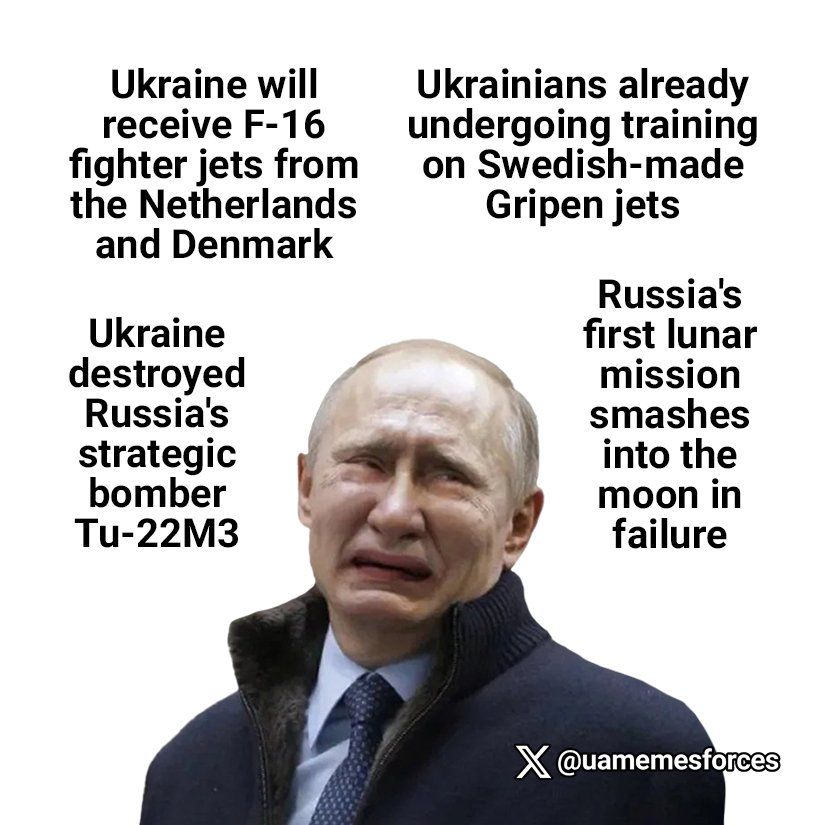 Ukraine will
receive F-16
fighter jets from
the Netherlands
and Denmark
Ukrainians already
undergoing training
on Swedish-made
Gripen jets
Ukraine
destroyed
Russia's
strategic
bomber
Tu-22M3
Russia's
first lunar
mission
smashes
into the
moon in
failure
X @uamemesforces